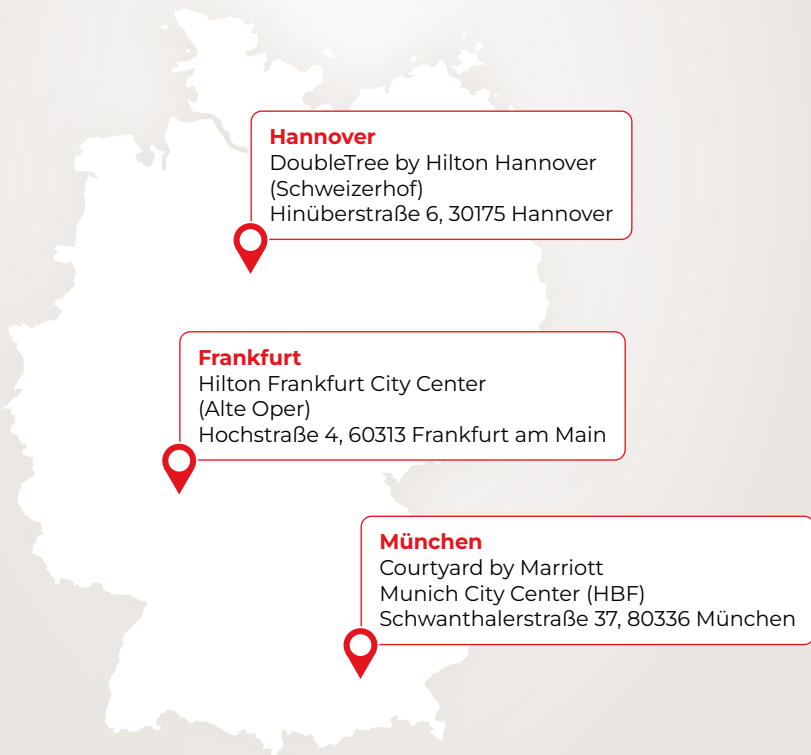 Hannover
DoubleTree by Hilton Hannover
(Schweizerhof)
Hinüberstraße 6, 30175 Hannover
Frankfurt
Hilton Frankfurt City Center
(Alte Oper)
Hochstraße 4, 60313 Frankfurt am Main
München
Courtyard by Marriott
Munich City Center (HBF)
Schwanthalerstraße 37, 80336 München